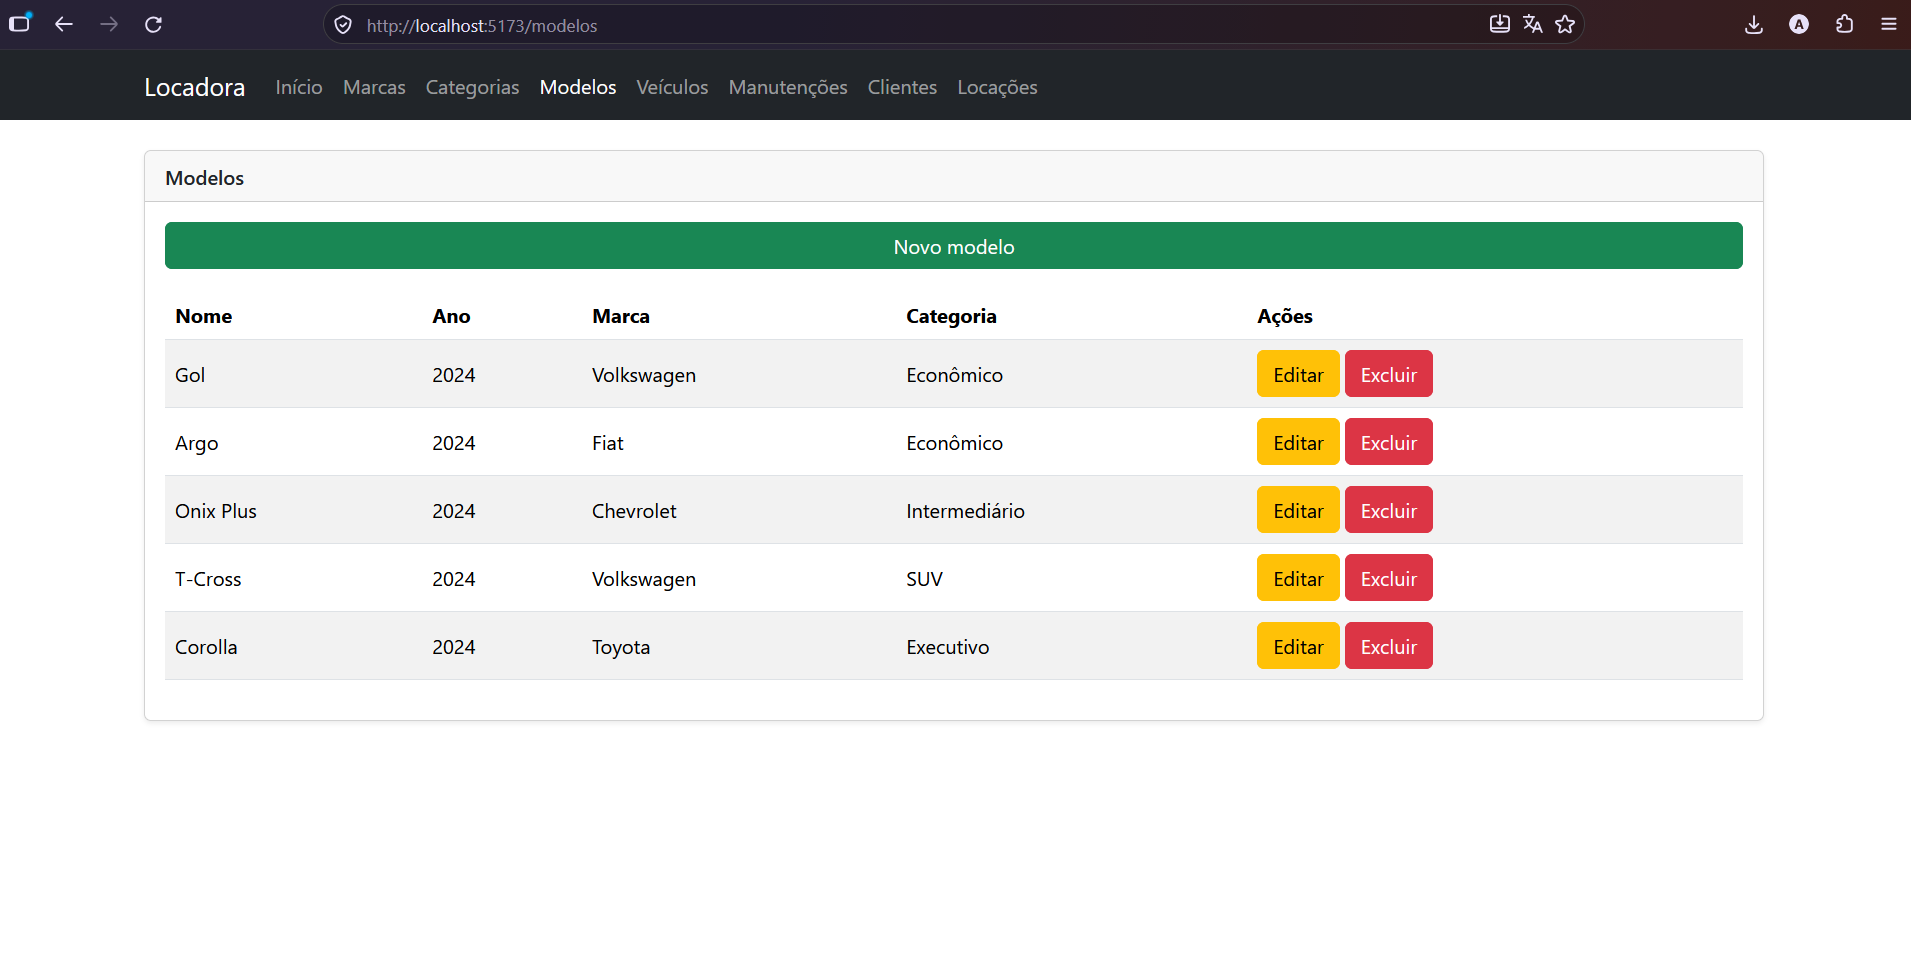 http://localhost:5173/modelos
A
Locadora Início Marcas Categorias Modelos Veículos Manutenções Clientes Locações
Modelos
Novo modelo
Nome Ano Marca Categoria Ações
Gol 2024 Volkswagen Econômico Editar Excluir
Argo 2024 Fiat Econômico Editar Excluir
Onix Plus 2024 Chevrolet Intermediário Editar Excluir
T-Cross 2024 Volkswagen SUV Editar Excluir
Corolla 2024 Toyota Executivo Editar Excluir